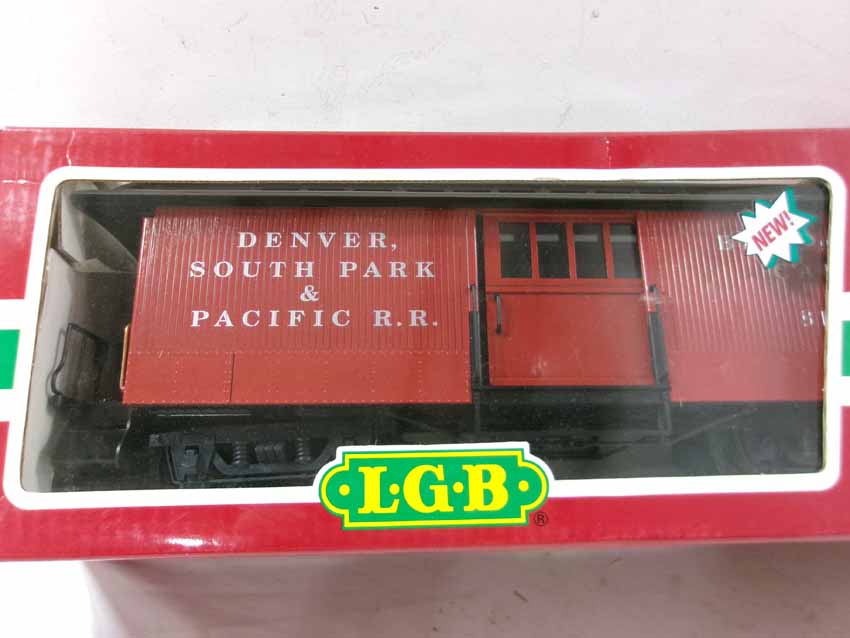 DENVER,
SOUTH PARK
&
PACIFIC R.R.
NEW!
L·G·B
®